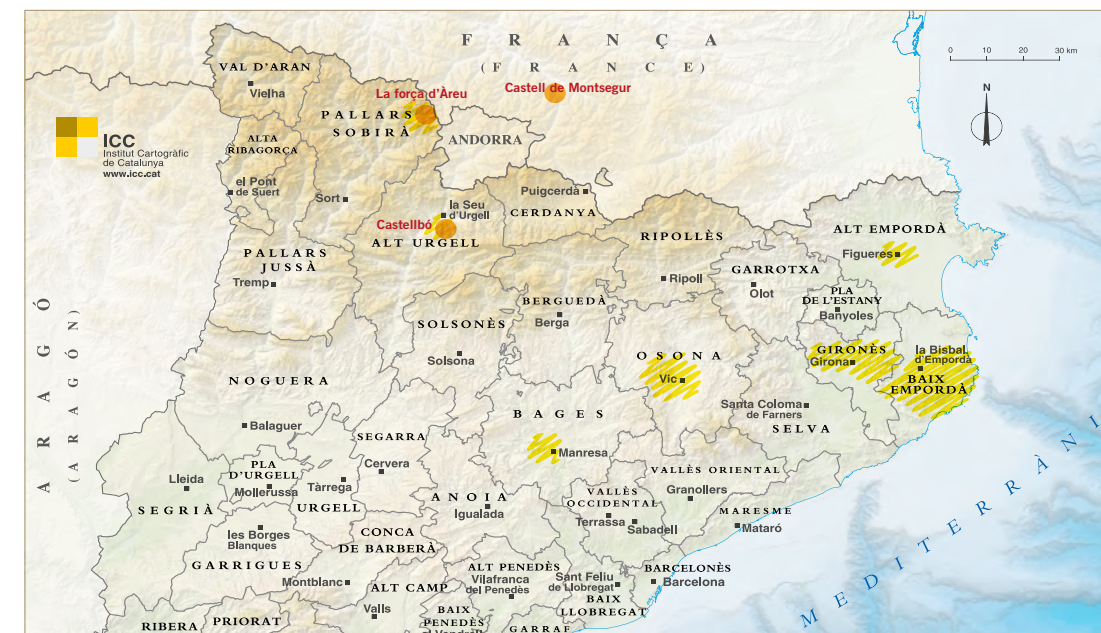 F R A N Ç A
( F R A N C E )
0 10 20 30 km
N
VAL D'ARAN
Vielha
La força d'Àreu
Castell de Montsegur
PALLARS
SOBIRÀ
ANDORRA
ICC
Institut Cartogràfic
de Catalunya
www.icc.cat
ALTA
RIBAGORÇA
el Pont
de Suert
Sort
Puigcerdà
CERDANYA
la Seu
d'Urgell
Castellbó
ALT URGELL
RIPOLLÈS
Ripoll
ALT EMPORDÀ
Figueres
PALLARS
JUSSÀ
Tremp
GARROTXA
Olot
PLA
DE L'ESTANY
Banyoles
BERGUEDÀ
Berga
SOLSONÈS
Solsona
OSONA
Vic
GIRONÈS
Girona
la Bisbal
d'Empordà
BAIX
EMPORDÀ
A R A G Ó
( A R A G Ó N )
NOGUERA
Balaguer
BAGES
Manresa
Santa Coloma
de Farners
SELVA
SEGARRA
Cervera
PLA
D'URGELL
Mollerussa
Tàrrega
URGELL
Lleida
SEGRIÀ
ANOIA
Igualada
VALLÈS ORIENTAL
Granollers
VALLÈS
OCCIDENTAL
Terrassa
Sabadell
MARESME
Mataró
les Borges
Blanques
GARRIGUES
CONCA
DE BARBERÀ
Montblanc
ALT CAMP
Valls
ALT PENEDÈS
Vilafranca
del Penedès
Sant Feliu
de Llobregat
BAIX
LLOBREGAT
BARCELONÈS
Barcelona
RIBERA
PRIORAT
BAIX
PENEDÈS
el Vendrell
GARRAF
M E D I T E R R À N I